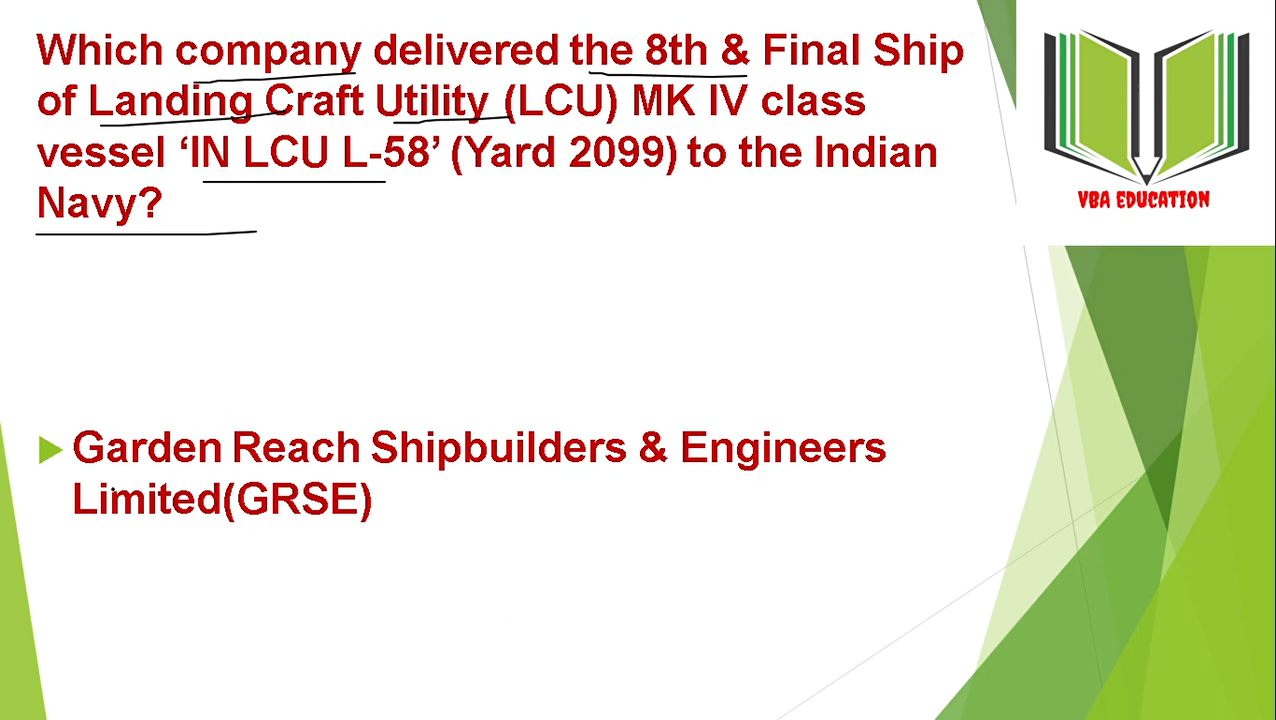 Which company delivered the 8th & Final Ship
of Landing Craft Utility (LCU) MK IV class
vessel ‘IN LCU L-58’ (Yard 2099) to the Indian
Navy?
VBA EDUCATION
Garden Reach Shipbuilders & Engineers
Limited(GRSE)